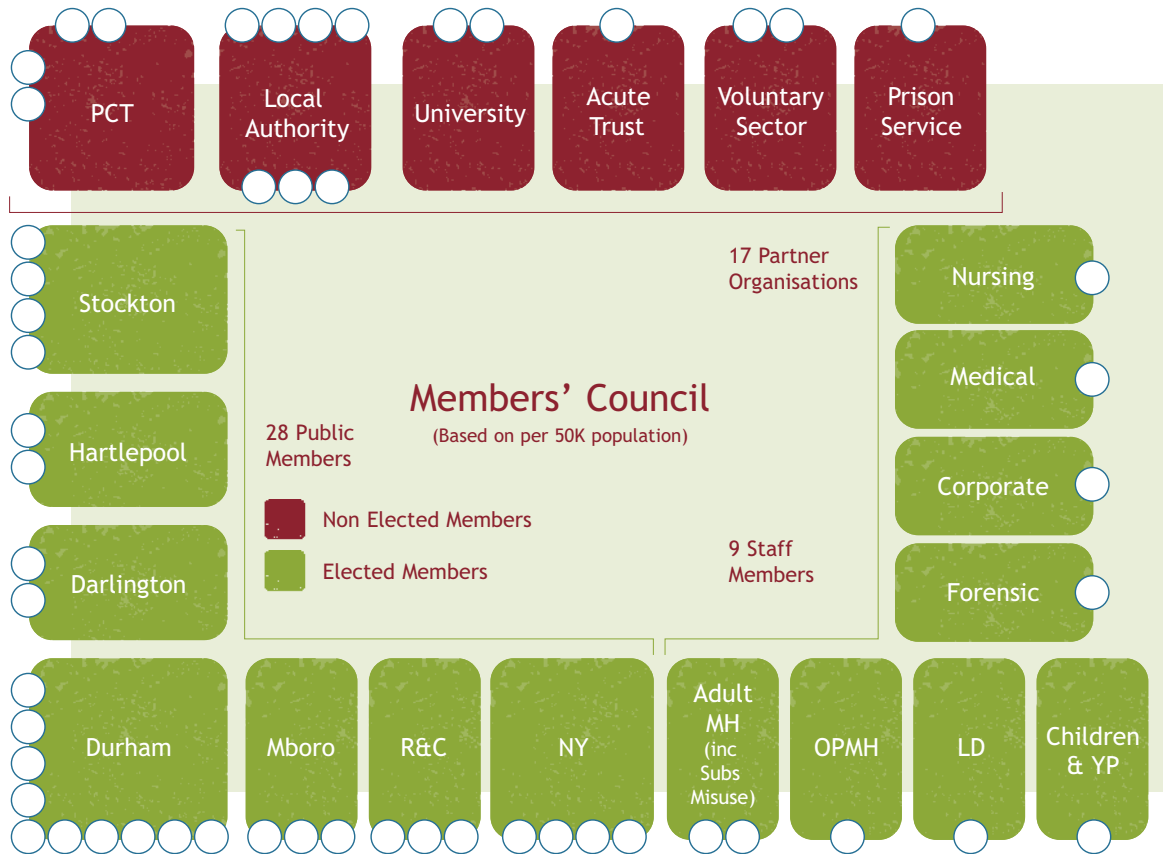 PCT
Local
Authority
University
Acute
Trust
Voluntary
Sector
Prison
Service
Stockton
17 Partner
Organisations
Nursing
Medical
Members’ Council
(Based on per 50K population)
28 Public
Members
Hartlepool
Corporate
Non Elected Members
Elected Members
9 Staff
Members
Darlington
Forensic
Durham
Mboro
R&C
NY
Adult
MH
(inc
Subs
Misuse)
OPMH
LD
Children
& YP